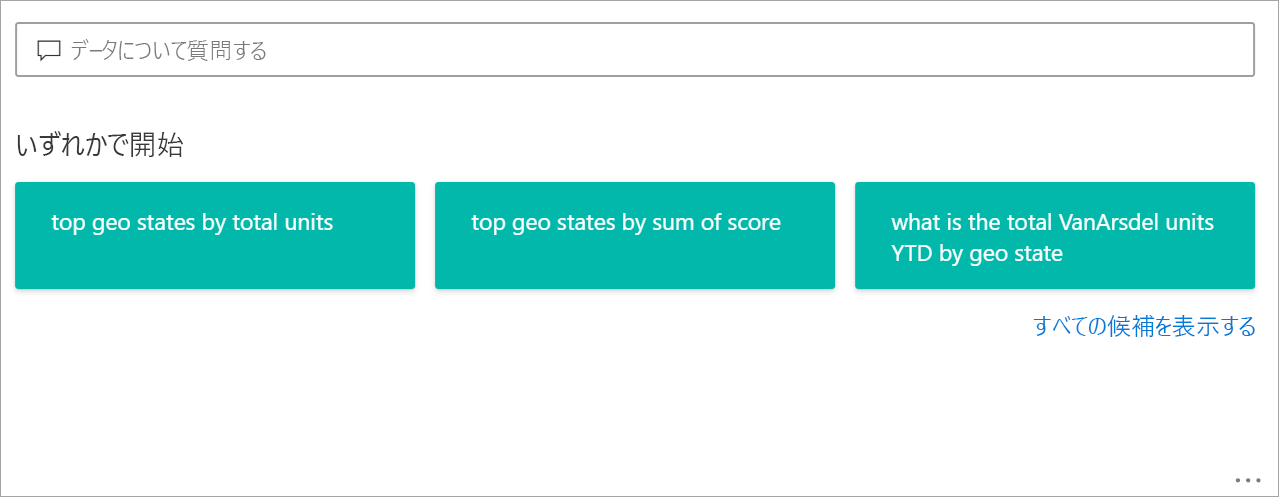 データについて質問する
いずれかで開始
top geo states by total units
top geo states by sum of score
what is the total VanArsdel units
YTD by geo state
すべての候補を表示する